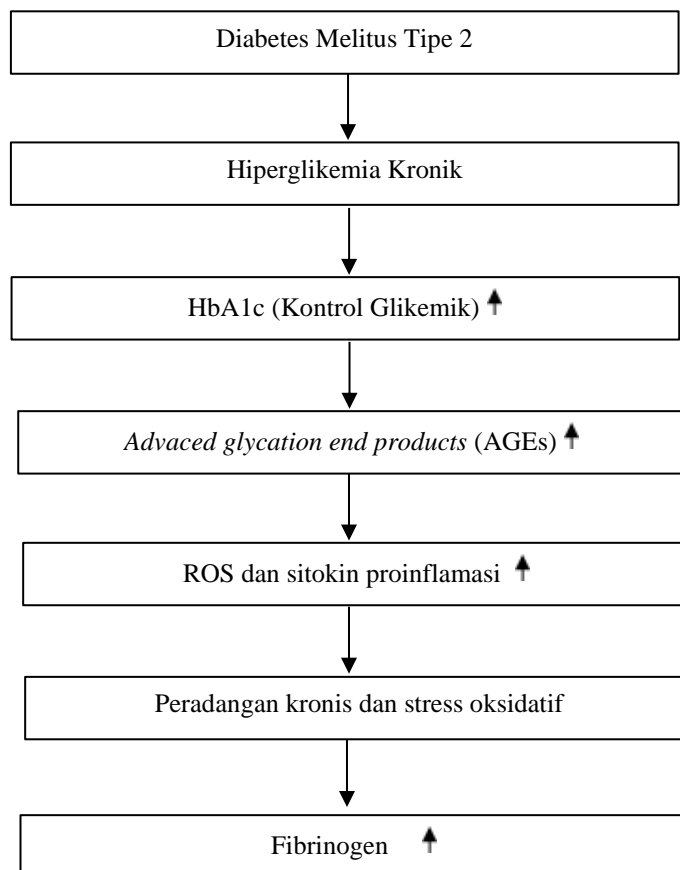 Diabetes Melitus Tipe 2
Hiperglikemia Kronik
HbA1c (Kontrol Glikemik)
Advaced glycation end products (AGEs)
ROS dan sitokin proinflamasi
Peradangan kronis dan stress oksidatif
Fibrinogen